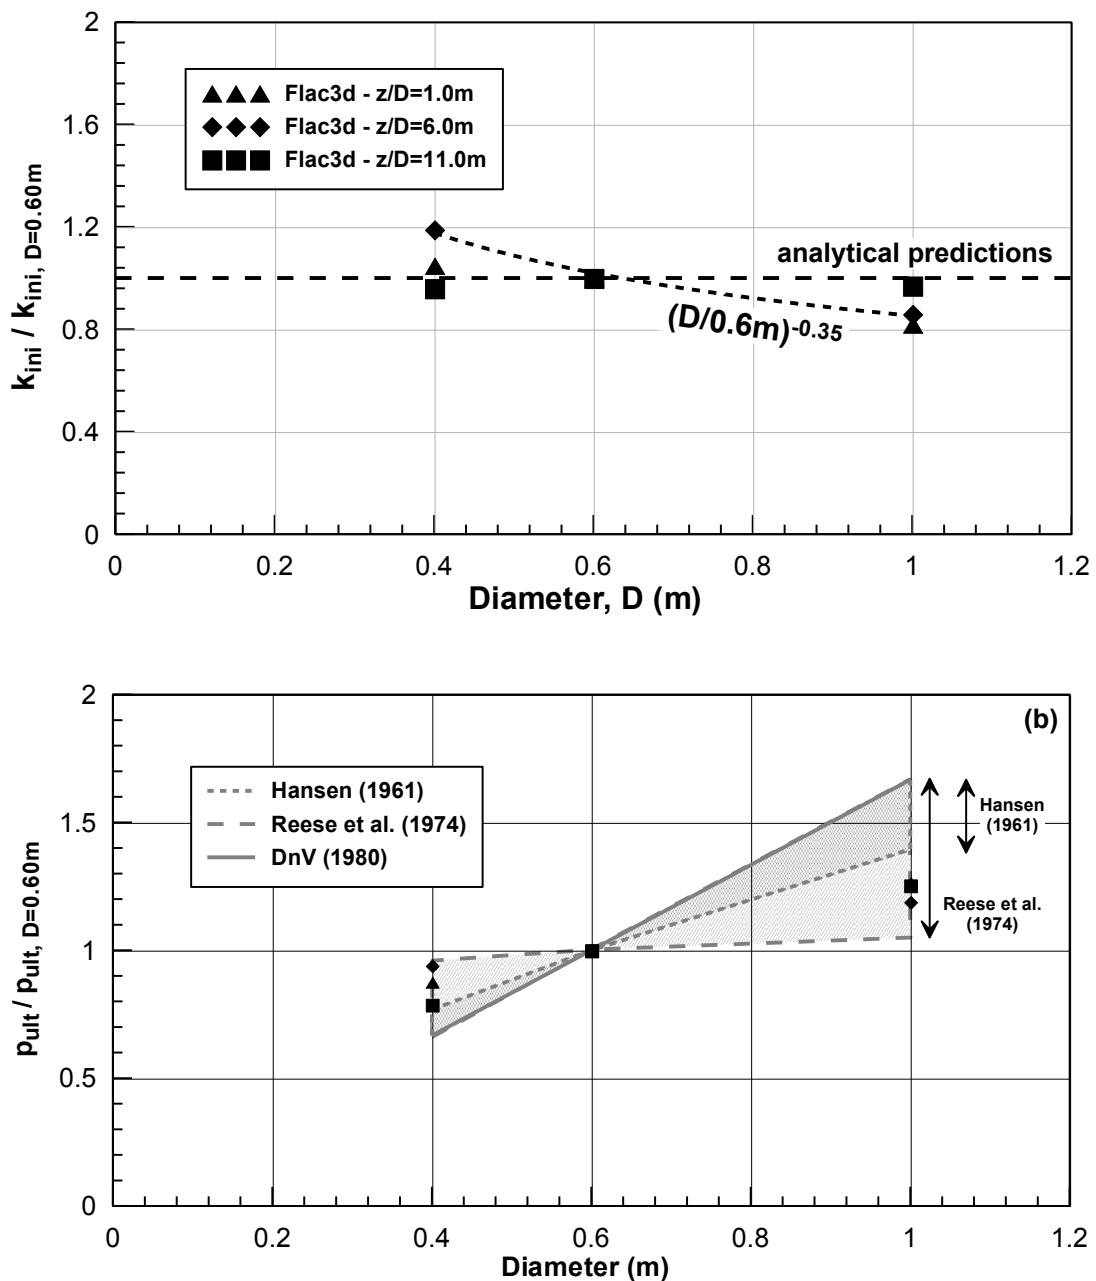 2
1.6
1.2
0.8
0.4
0
k_ini / k_ini, D=0.60m
Flac3d - z/D=1.0m
Flac3d - z/D=6.0m
Flac3d - z/D=11.0m
analytical predictions
(D/0.6m)^-0.35
0 0.2 0.4 0.6 0.8 1 1.2
Diameter, D (m)
2
1.5
1
0.5
0
p_ult / p_ult, D=0.60m
(b)
Hansen (1961)
Reese et al. (1974)
DnV (1980)
Hansen
(1961)
Reese et al.
(1974)
0 0.2 0.4 0.6 0.8 1 1.2
Diameter (m)